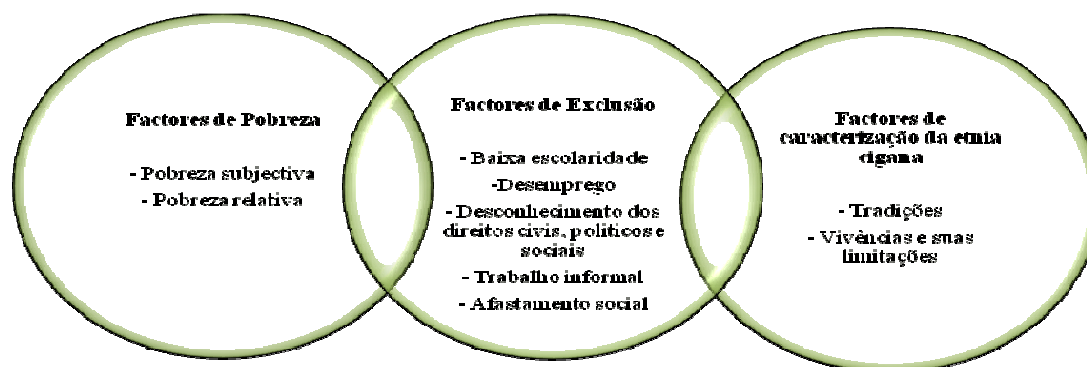 Factores de Pobreza
- Pobreza subjectiva
- Pobreza relativa
Factores de Exclusão
- Baixa escolaridade
-Desemprego
- Desconhecimento dos
direitos civis, politicos e
sociais
- Trabalho informal
- Afastamento social
Factores de
caracterização da etnia
cigana
- Tradições
- Vivências e suas
limitações